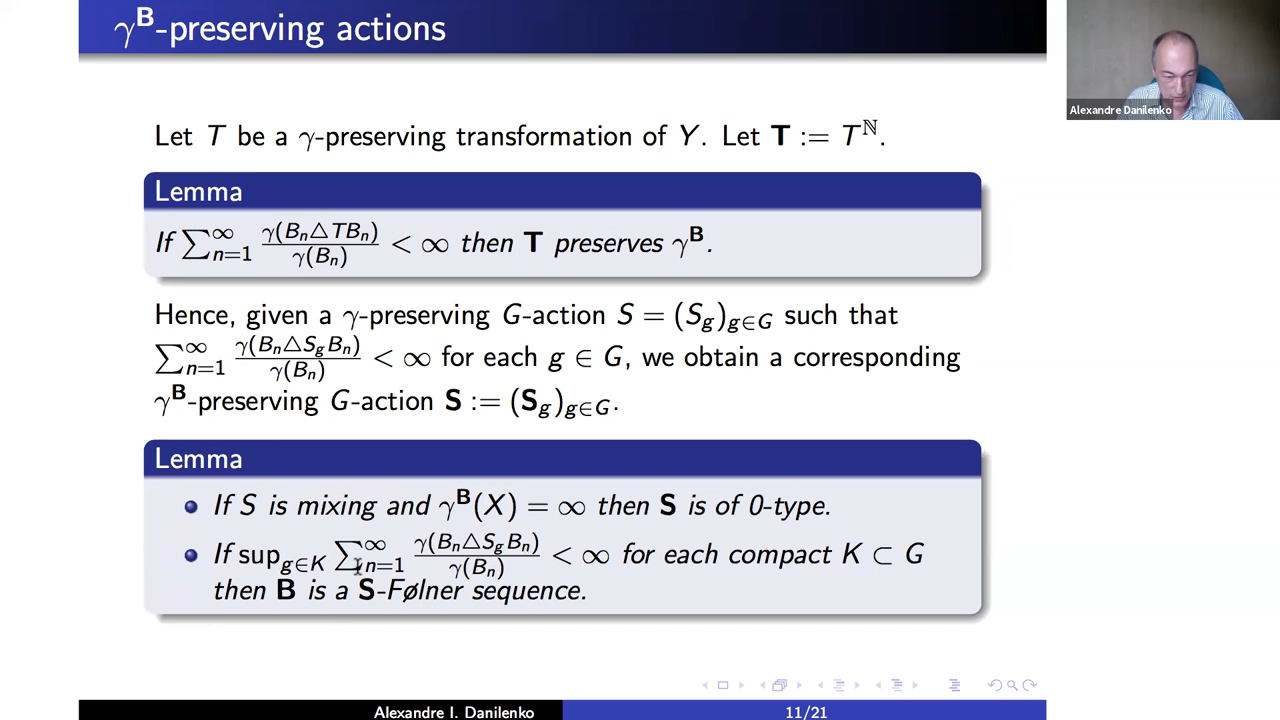 γ^B-preserving actions
Alexandre Danilenko
Let T be a γ-preserving transformation of Y. Let T := T^ℕ.
Lemma
If ∑_{n=1}^∞ γ(B_n△TB_n)/γ(B_n) < ∞ then T preserves γ^B.
Hence, given a γ-preserving G-action S = (S_g)_{g∈G} such that
∑_{n=1}^∞ γ(B_n△S_gB_n)/γ(B_n) < ∞ for each g ∈ G, we obtain a corresponding
γ^B-preserving G-action S := (S_g)_{g∈G}.
Lemma
If S is mixing and γ^B(X) = ∞ then S is of 0-type.
If sup_{g∈K} ∑_{n=1}^∞ γ(B_n△S_gB_n)/γ(B_n) < ∞ for each compact K ⊂ G
then B is a S-Følner sequence.
Alexandre I. Danilenko
11/21